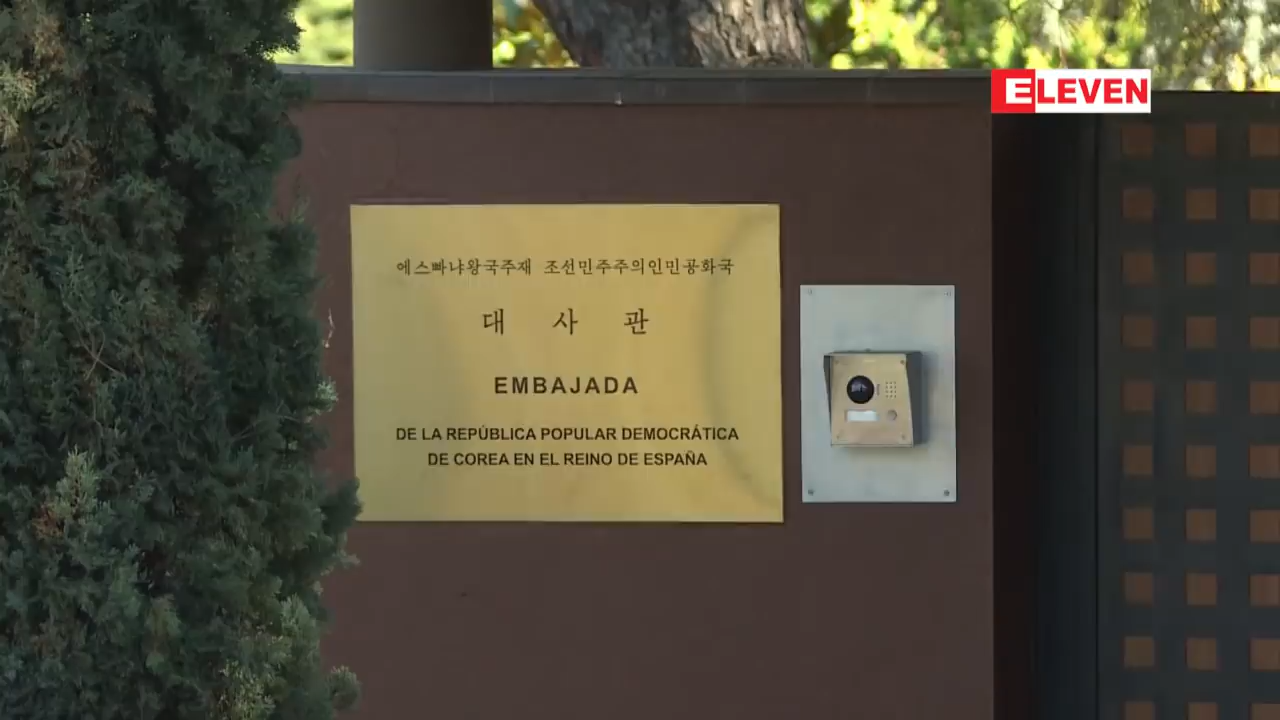 ELEVEN
에스빠냐왕국주재 조선민주주의인민공화국
대 사 관
EMBAJADA
DE LA REPÚBLICA POPULAR DEMOCRÁTICA
DE COREA EN EL REINO DE ESPAÑA